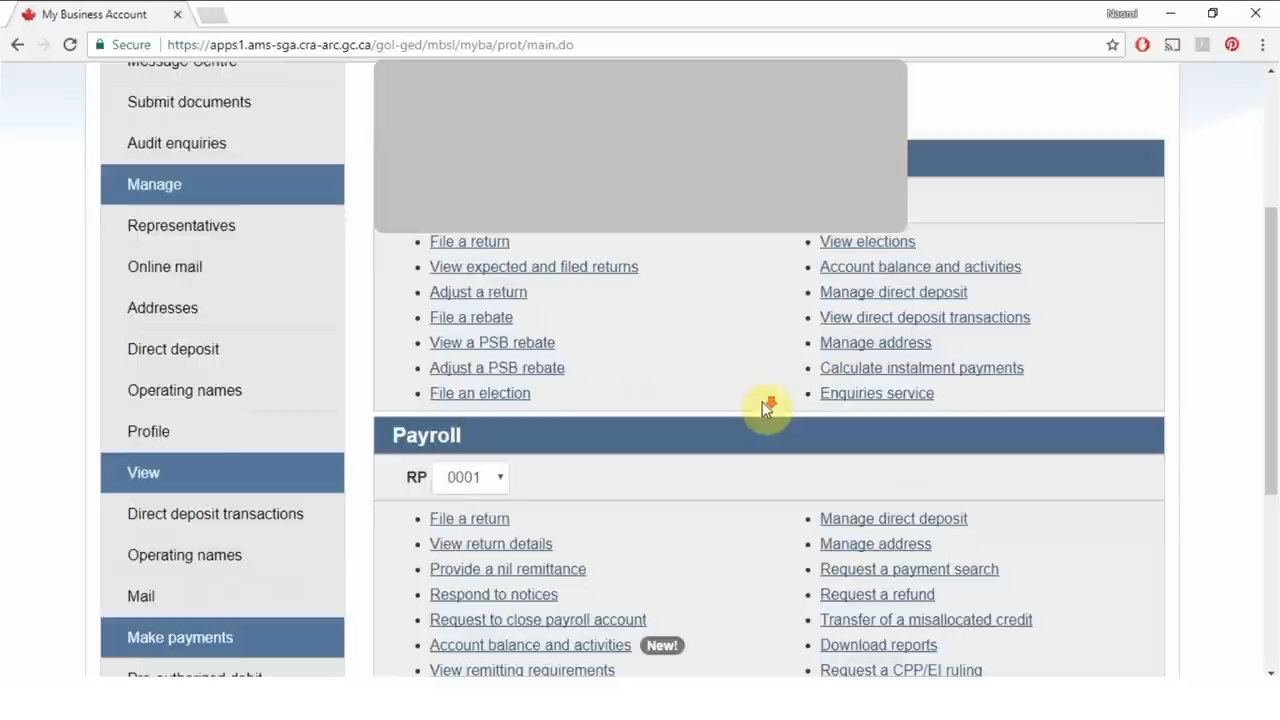 My Business Account
Naomi
Secure https://apps1.ams-sga.cra-arc.gc.ca/gol-ged/mbsl/myba/prot/main.do
Message Centre
Submit documents
Audit enquiries
Manage
Representatives
Online mail
Addresses
Direct deposit
Operating names
Profile
View
Direct deposit transactions
Operating names
Mail
Make payments
Pre-authorized debit
File a return
View expected and filed returns
Adjust a return
File a rebate
View a PSB rebate
Adjust a PSB rebate
File an election
View elections
Account balance and activities
Manage direct deposit
View direct deposit transactions
Manage address
Calculate instalment payments
Enquiries service
Payroll
RP 0001
File a return
View return details
Provide a nil remittance
Respond to notices
Request to close payroll account
Account balance and activities New!
View remitting requirements
Manage direct deposit
Manage address
Request a payment search
Request a refund
Transfer of a misallocated credit
Download reports
Request a CPP/EI ruling